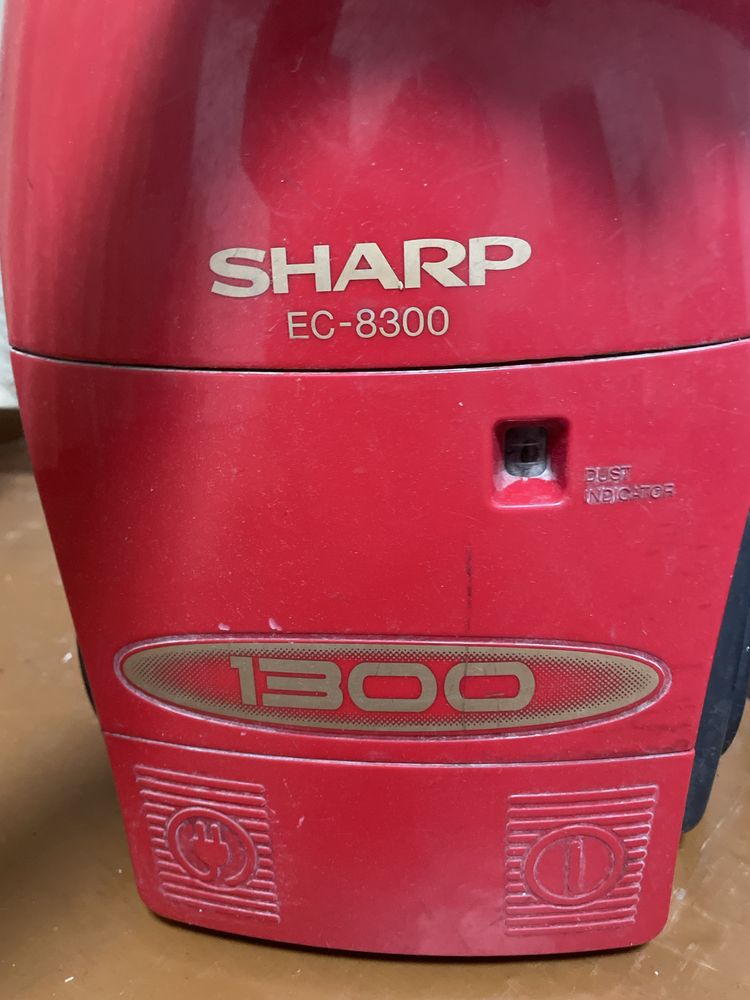 SHARP
EC-8300
DUST
INDICATOR
1300